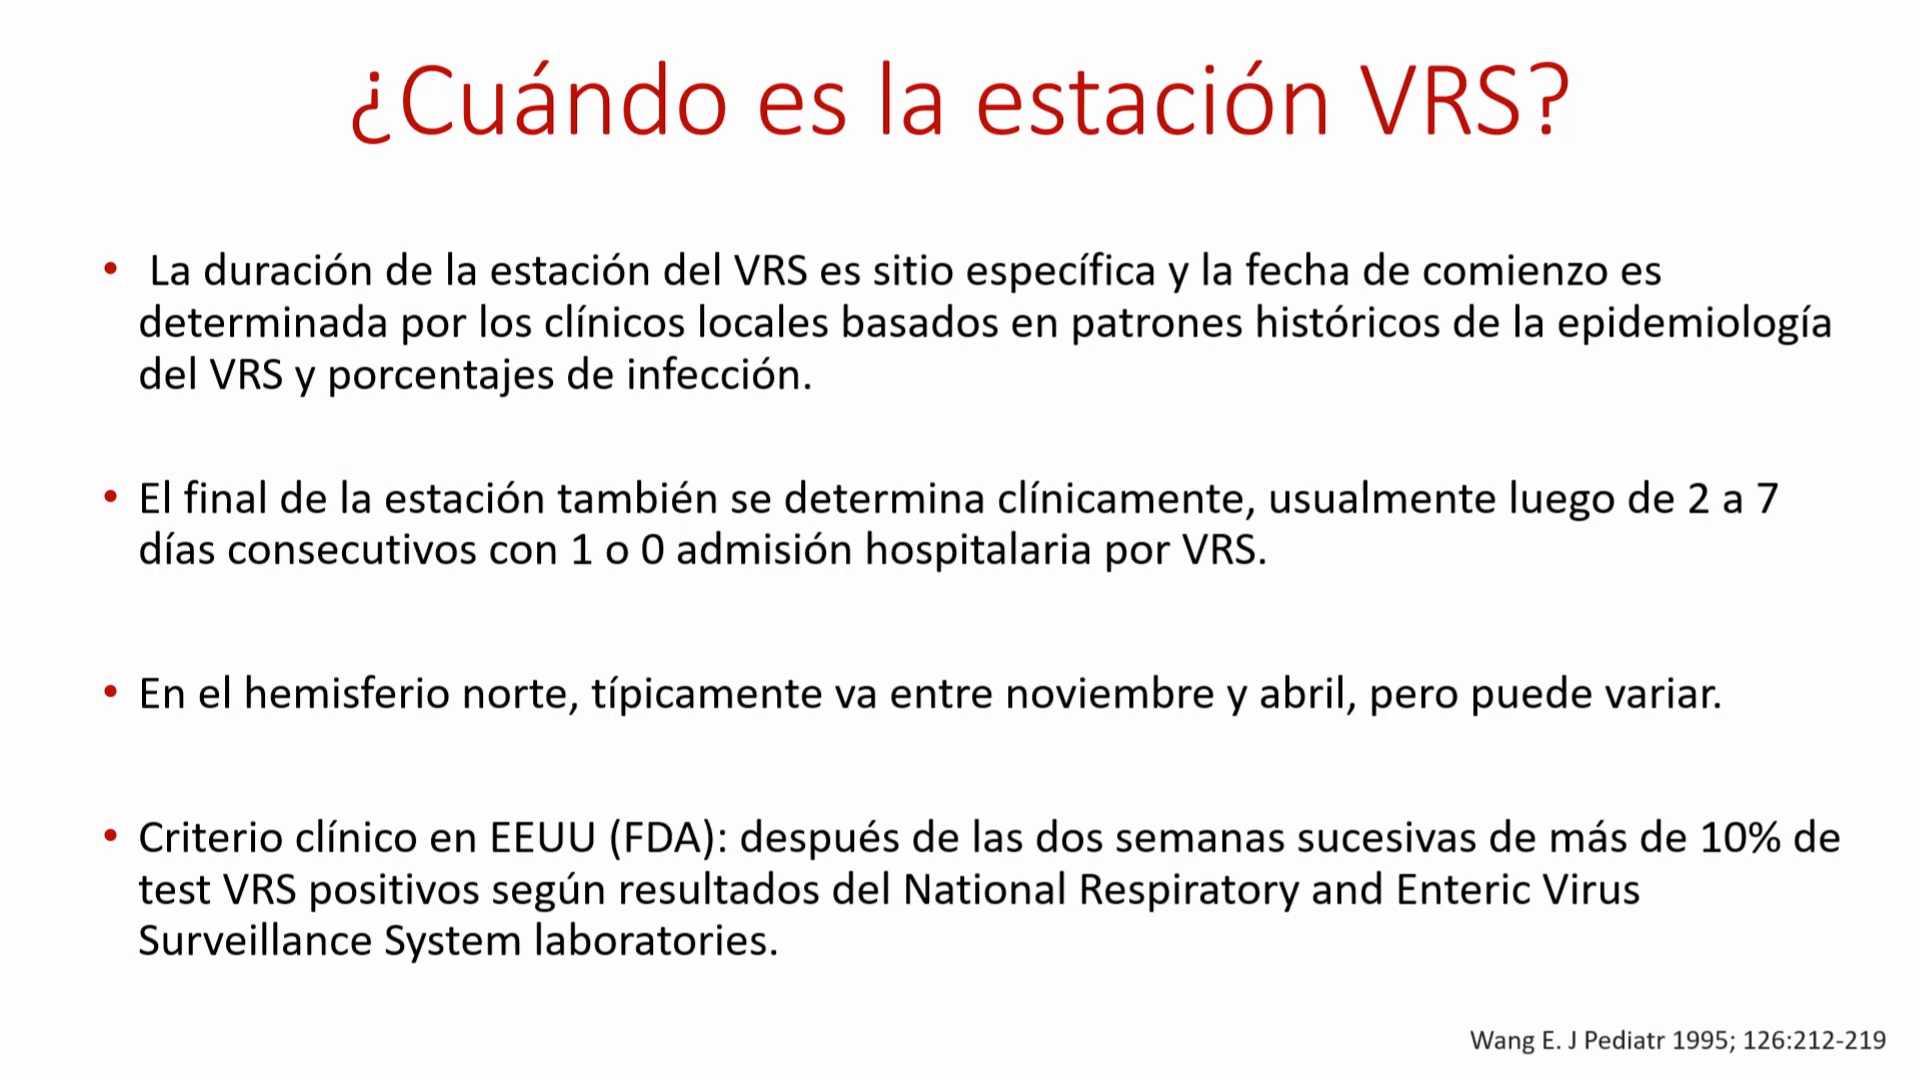 ¿Cuándo es la estación VRS?
• La duración de la estación del VRS es sitio específica y la fecha de comienzo es
determinada por los clínicos locales basados en patrones históricos de la epidemiología
del VRS y porcentajes de infección.
• El final de la estación también se determina clínicamente, usualmente luego de 2 a 7
días consecutivos con 1 o 0 admisión hospitalaria por VRS.
• En el hemisferio norte, típicamente va entre noviembre y abril, pero puede variar.
• Criterio clínico en EEUU (FDA): después de las dos semanas sucesivas de más de 10% de
test VRS positivos según resultados del National Respiratory and Enteric Virus
Surveillance System laboratories.
Wang E. J Pediatr 1995; 126:212-219